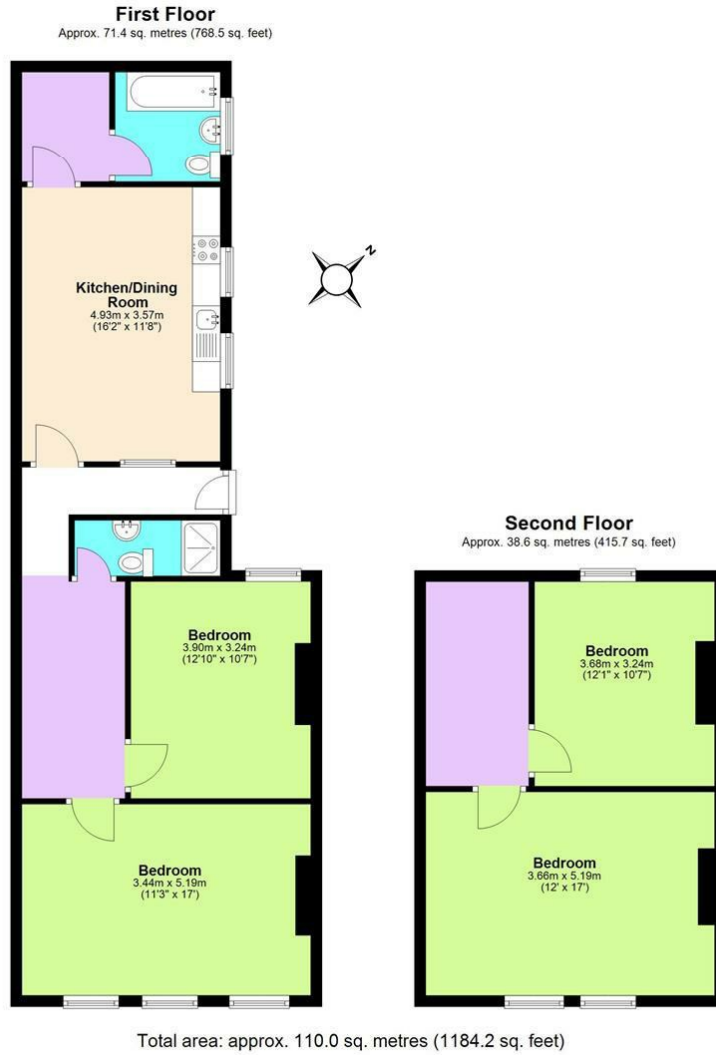 First Floor
Approx. 71.4 sq. metres (768.5 sq. feet)
Kitchen/Dining
Room
4.93m x 3.57m
(16'2" x 11'8")
N
Bedroom
3.90m x 3.24m
(12'10" x 10'7")
Bedroom
3.44m x 5.19m
(11'3" x 17')
Second Floor
Approx. 38.6 sq. metres (415.7 sq. feet)
Bedroom
3.68m x 3.24m
(12'1" x 10'7")
Bedroom
3.66m x 5.19m
(12' x 17')
Total area: approx. 110.0 sq. metres (1184.2 sq. feet)